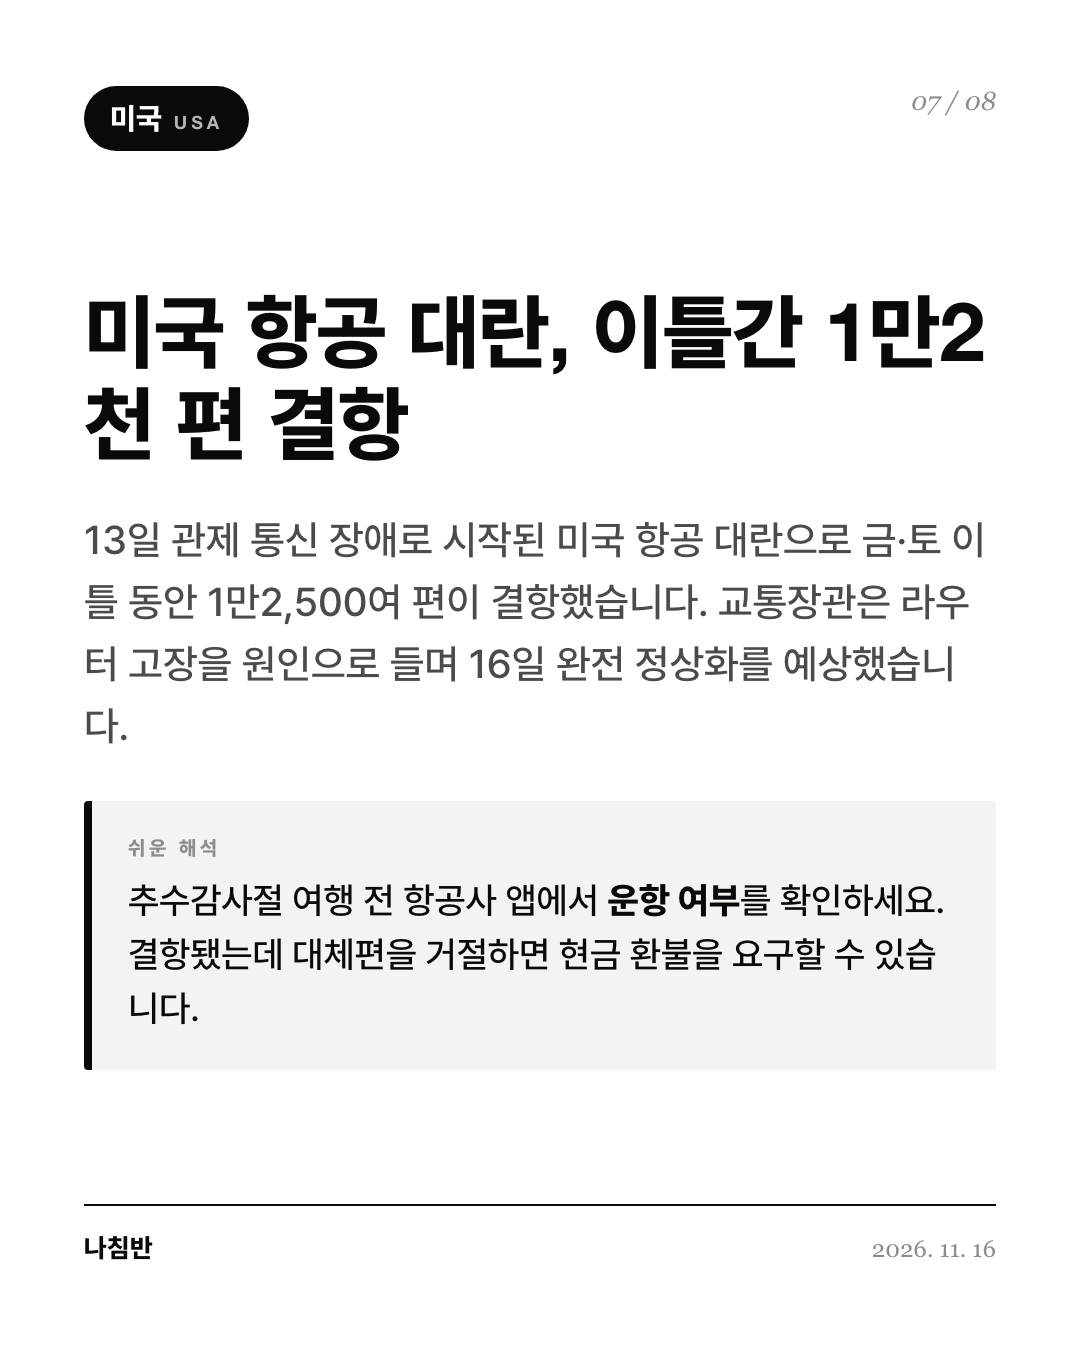 미국 USA
07 / 08
미국 항공 대란, 이틀간 1만2
천 편 결항
13일 관제 통신 장애로 시작된 미국 항공 대란으로 금·토 이
틀 동안 1만2,500여 편이 결항했습니다. 교통장관은 라우
터 고장을 원인으로 들며 16일 완전 정상화를 예상했습니
다.
쉬운 해석
추수감사절 여행 전 항공사 앱에서 운항 여부를 확인하세요.
결항됐는데 대체편을 거절하면 현금 환불을 요구할 수 있습
니다.
나침반
2026. 11. 16